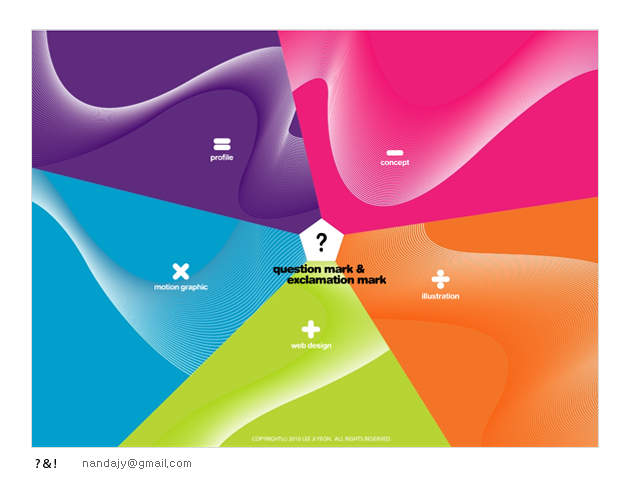 profile
concept
?
question mark &
exclamation mark
motion graphic
illustration
web design
COPYRIGHT(c) 2010 LEE JI YEON. ALL RIGHTS RESERVED.
?&! nandajy@gmail.com